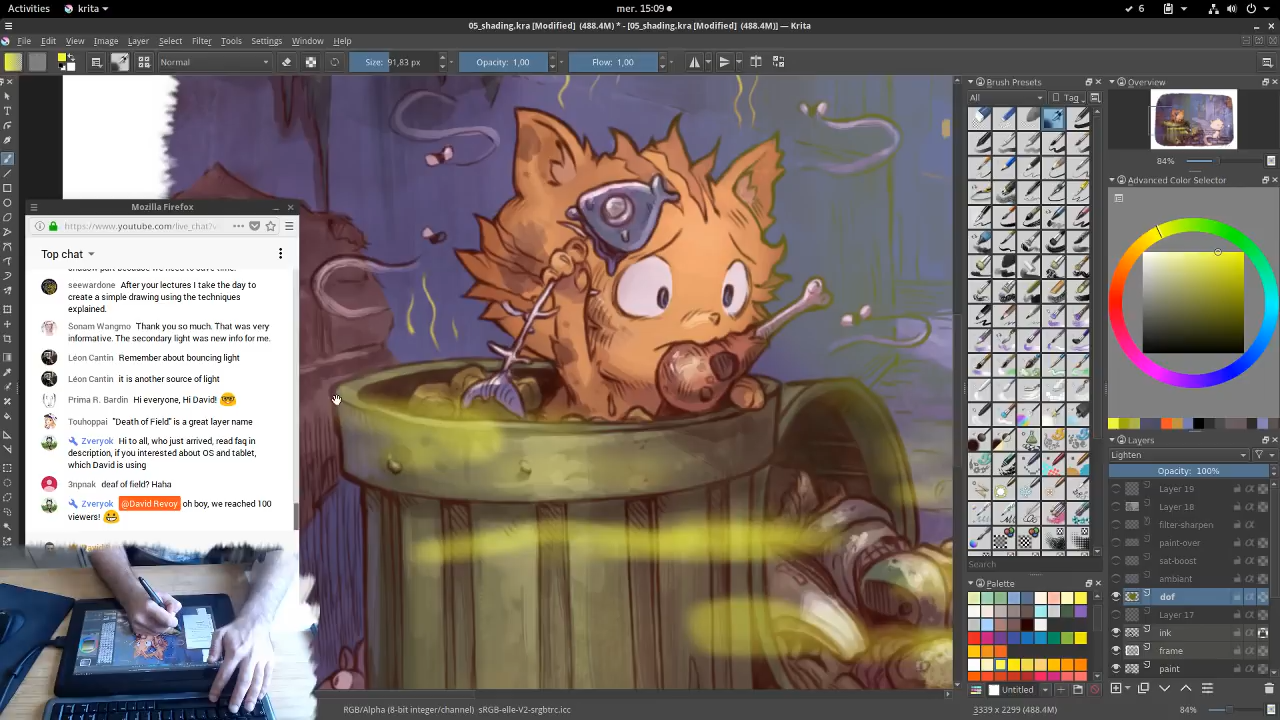 Activities
krita
mer. 15:09
6
05_shading.kra [Modified] (488.4M) * - [05_shading.kra [Modified] (488.4M)] — Krita
File Edit View Image Layer Select Filter Tools Settings Window Help
Normal
Size: 91,83 px
Opacity: 1,00
Flow: 1,00
Mozilla Firefox
https://www.youtube.com/live_chat?v
Top chat
shadow part because we need to save time.
seewardone After your lectures I take the day to
create a simple drawing using the techniques
explained.
Sonam Wangmo Thank you so much. That was very
informative. The secondary light was new info for me.
Léon Cantin Remember about bouncing light
Léon Cantin it is another source of light
Prima R. Bardin Hi everyone, Hi David!
Touhoppai "Death of Field" is a great layer name
Zveryok Hi to all, who just arrived, read faq in
description, if you interested about OS and tablet,
which David is using
3npnak deaf of field? Haha
Zveryok @David Revoy oh boy, we reached 100
viewers!
Brush Presets
All
Tag
Search
Palette
Untitled
Overview
84%
Advanced Color Selector
Layers
Lighten
Opacity: 100%
Layer 19
Layer 18
filter-sharpen
paint-over
sat-boost
ambiant
dof
Layer 17
ink
frame
paint
RGB/Alpha (8-bit integer/channel) sRGB-elle-V2-srgbtrc.icc
3339 x 2299 (488.4M)
84%